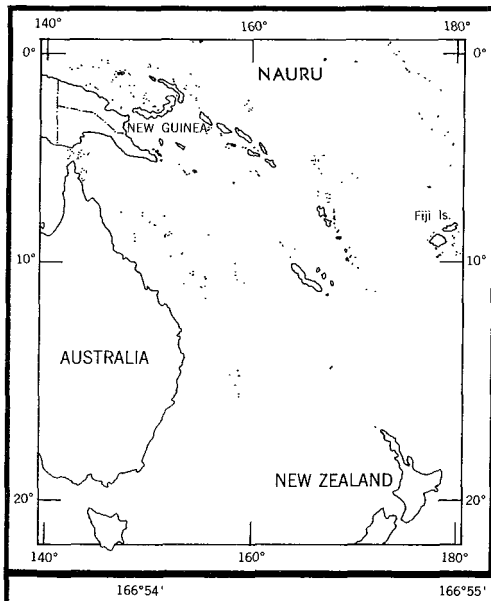 140° 160° 180°
0° 0°
NAURU
NEW GUINEA
Fiji Is.
10° 10°
AUSTRALIA
NEW ZEALAND
20° 20°
140° 160° 180°
166°54' 166°55'